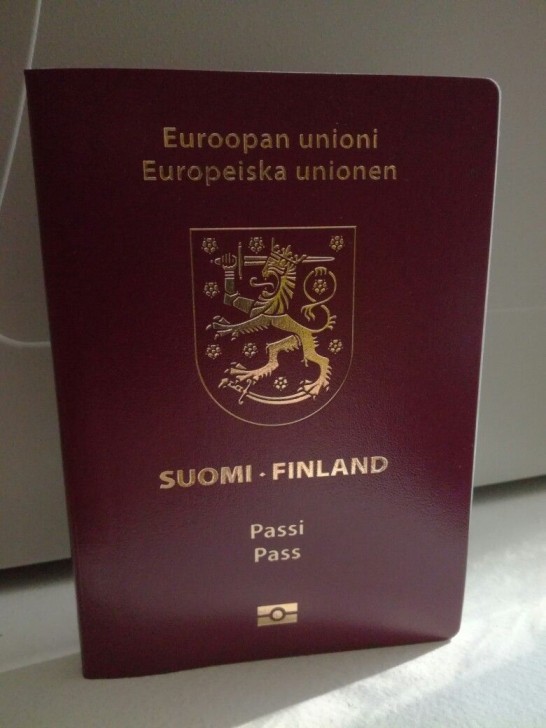 Euroopan unioni
Europeiska unionen
SUOMI · FINLAND
Passi
Pass